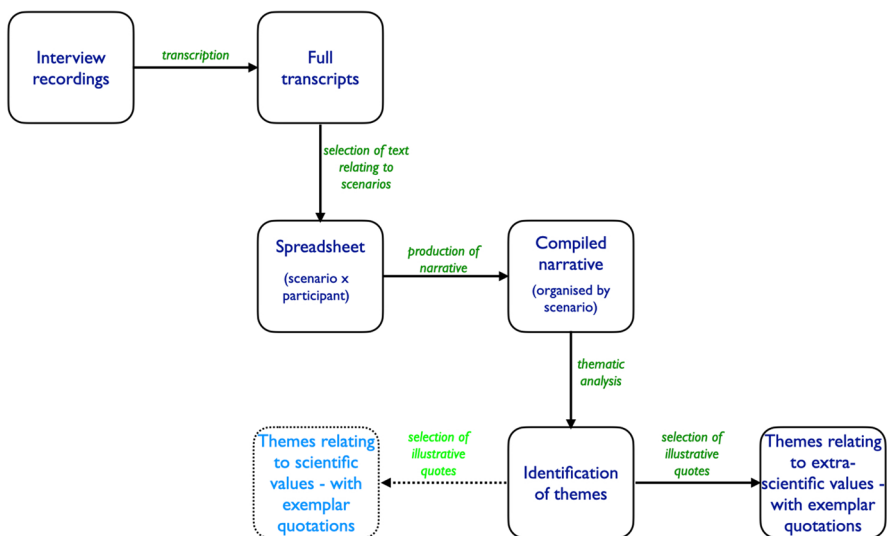 Interview
recordings
transcription
Full
transcripts
selection of text
relating to
scenarios
Spreadsheet
(scenario x
participant)
production of
narrative
Compiled
narrative
(organised by
scenario)
thematic
analysis
Themes relating
to scientific
values - with
exemplar
quotations
selection of
illustrative
quotes
Identification
of themes
selection of
illustrative
quotes
Themes relating
to extra-
scientific values -
with exemplar
quotations